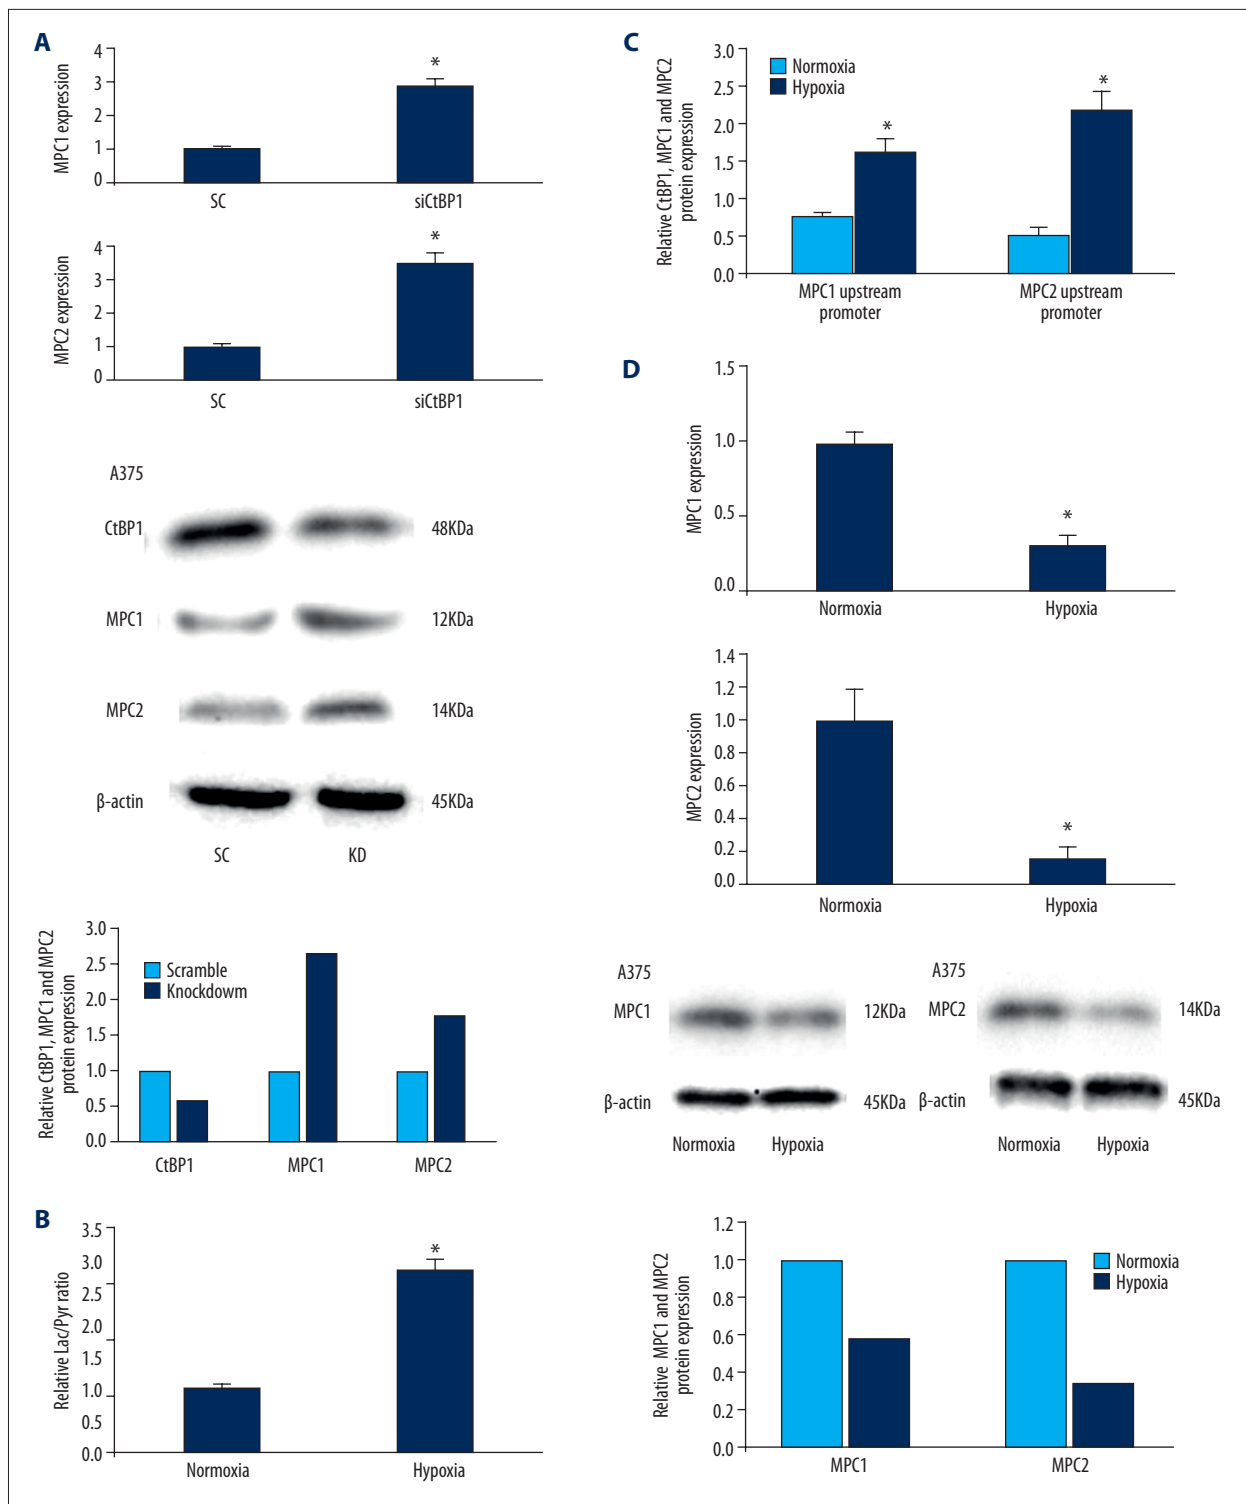 A
MPC1 expression
4
3
2
1
0
*
SC
siCtBP1
MPC2 expression
4
3
2
1
0
*
SC
siCtBP1
A375
CtBP1
48KDa
MPC1
12KDa
MPC2
14KDa
β-actin
45KDa
SC
KD
Relative CtBP1, MPC1 and MPC2
protein expression
3.0
2.5
2.0
1.5
1.0
0.5
0.0
Scramble
Knockdowm
CtBP1
MPC1
MPC2
B
Relative Lac/Pyr ratio
3.5
3.0
2.5
2.0
1.5
1.0
0.5
0.0
*
Normoxia
Hypoxia
C
Relative CtBP1, MPC1 and MPC2
protein expression
3.0
2.5
2.0
1.5
1.0
0.5
0.0
Normoxia
Hypoxia
*
*
MPC1 upstream
promoter
MPC2 upstream
promoter
D
MPC1 expression
1.5
1.0
0.5
0.0
*
Normoxia
Hypoxia
MPC2 expression
1.4
1.2
1.0
0.8
0.6
0.4
0.2
0.0
*
Normoxia
Hypoxia
A375
MPC1
12KDa
β-actin
45KDa
Normoxia
Hypoxia
A375
MPC2
14KDa
β-actin
45KDa
Normoxia
Hypoxia
Relative MPC1 and MPC2
protein expression
1.2
1.0
0.8
0.6
0.4
0.2
0.0
Normoxia
Hypoxia
MPC1
MPC2